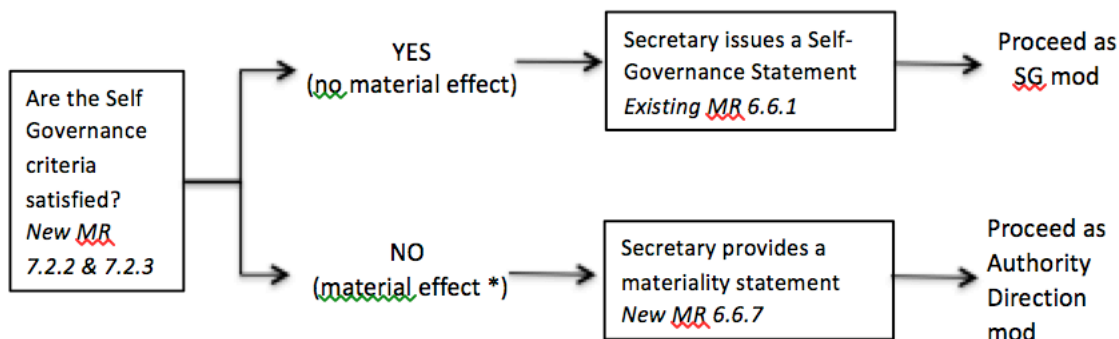 Are the Self
Governance
criteria
satisfied?
New MR
7.2.2 & 7.2.3
YES
(no material effect)
Secretary issues a Self-
Governance Statement
Existing MR 6.6.1
Proceed as
SG mod
NO
(material effect *)
Secretary provides a
materiality statement
New MR 6.6.7
Proceed as
Authority
Direction
mod